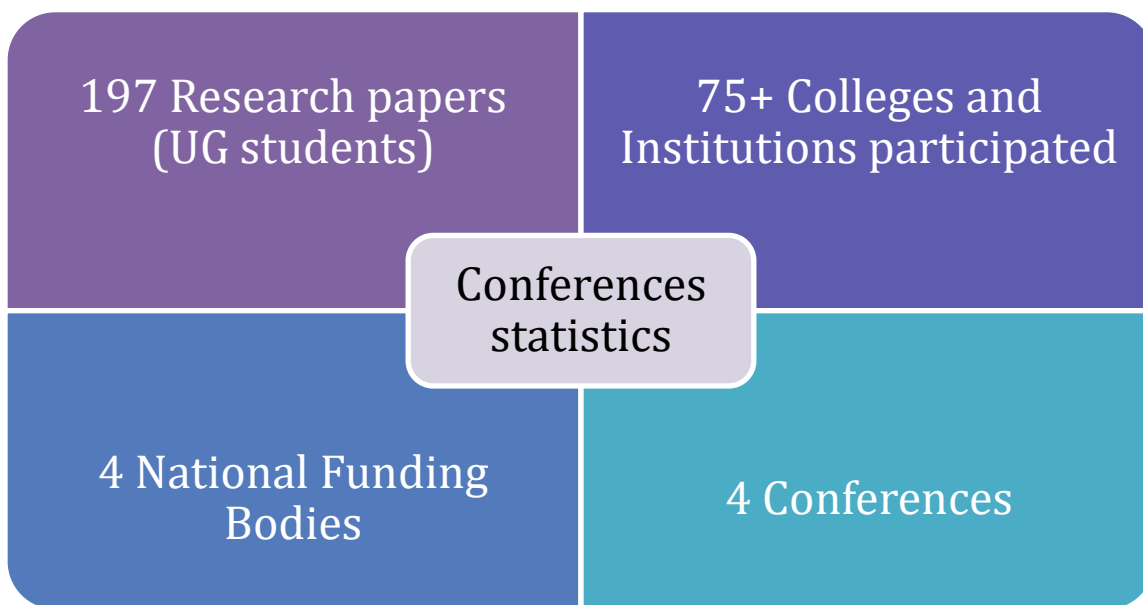 197 Research papers
(UG students)
75+ Colleges and
Institutions participated
Conferences
statistics
4 National Funding
Bodies
4 Conferences